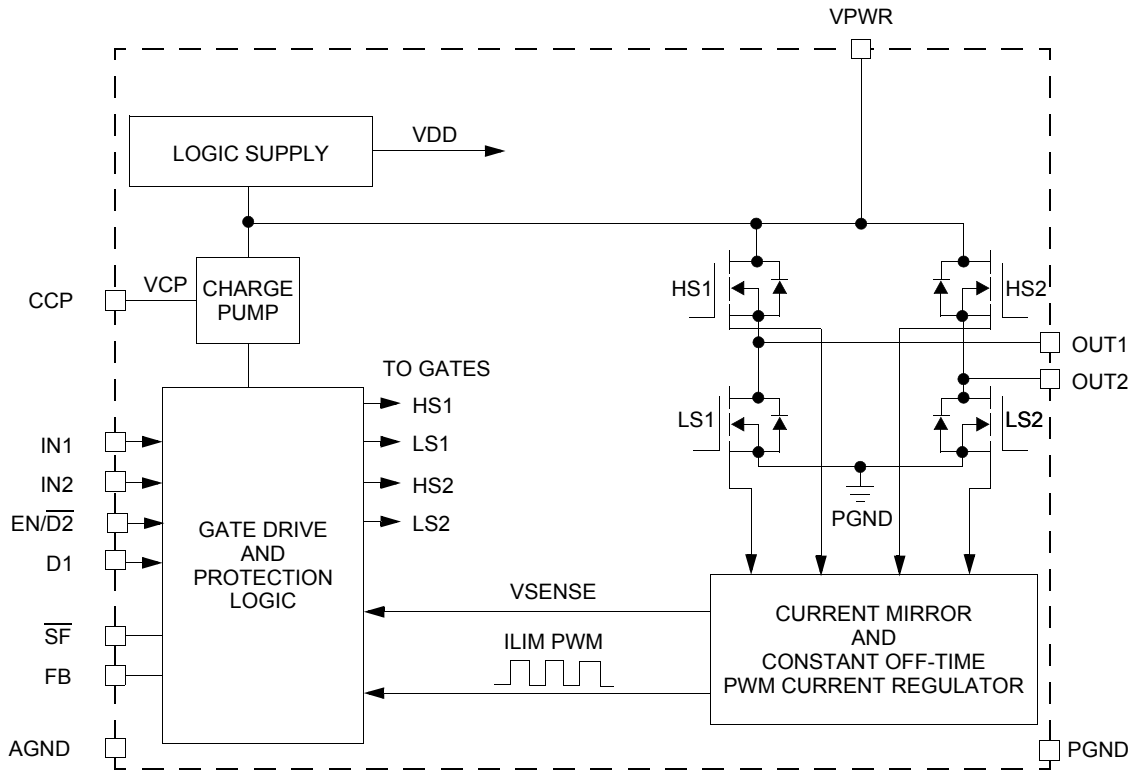 VPWR
LOGIC SUPPLY
VDD
CCP
VCP
CHARGE
PUMP
HS1
HS2
OUT1
OUT2
TO GATES
HS1
LS1
HS2
LS2
LS1
LS2
PGND
IN1
IN2
EN/D2
D1
SF
FB
AGND
GATE DRIVE
AND
PROTECTION
LOGIC
VSENSE
ILIM PWM
CURRENT MIRROR
AND
CONSTANT OFF-TIME
PWM CURRENT REGULATOR
PGND